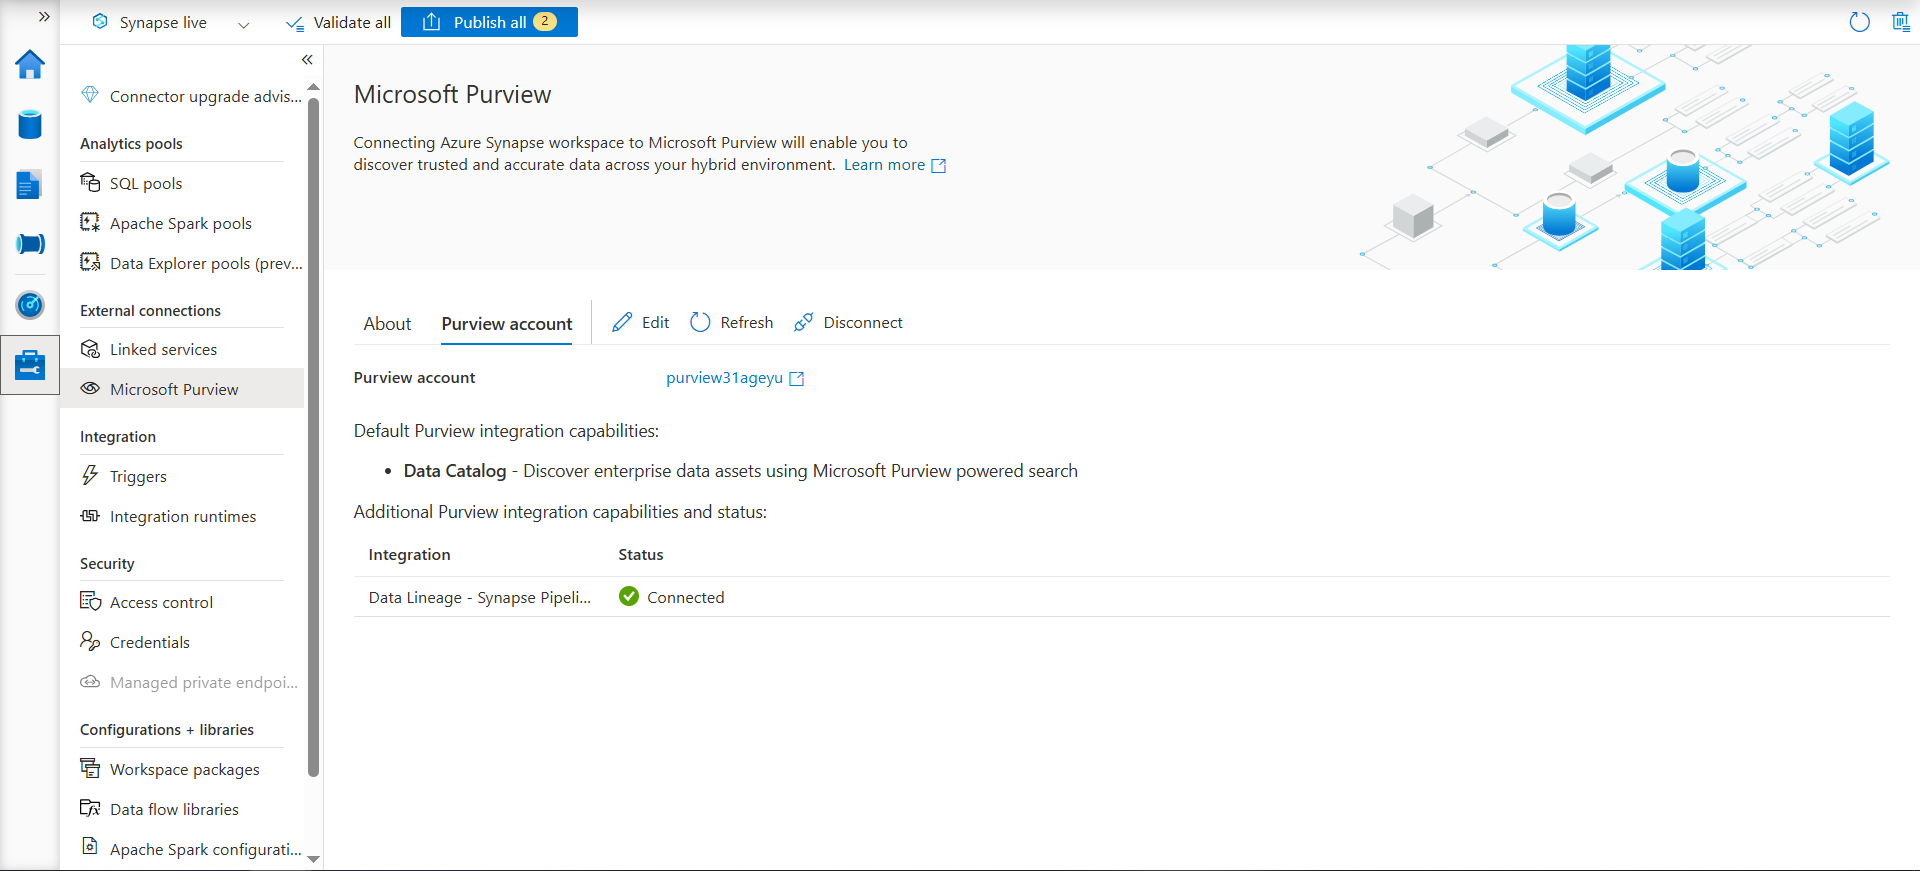 Synapse live
Validate all
Publish all 2
Connector upgrade advis...
Analytics pools
SQL pools
Apache Spark pools
Data Explorer pools (prev...
External connections
Linked services
Microsoft Purview
Integration
Triggers
Integration runtimes
Security
Access control
Credentials
Managed private endpoi...
Configurations + libraries
Workspace packages
Data flow libraries
Apache Spark configurati...
Microsoft Purview
Connecting Azure Synapse workspace to Microsoft Purview will enable you to
discover trusted and accurate data across your hybrid environment. Learn more
About
Purview account
Edit
Refresh
Disconnect
Purview account purview31ageyu
Default Purview integration capabilities:
• Data Catalog - Discover enterprise data assets using Microsoft Purview powered search
Additional Purview integration capabilities and status:
Integration Status
Data Lineage - Synapse Pipeli... Connected